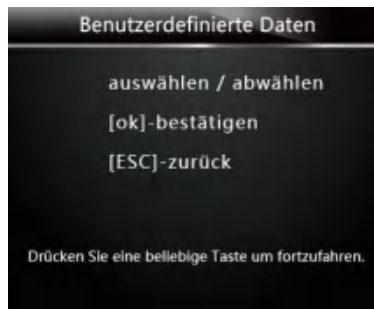 Benutzerdefinierte Daten
auswählen / abwählen
[ok]-bestätigen
[ESC]-zurück
Drücken Sie eine beliebige Taste um fortzufahren.